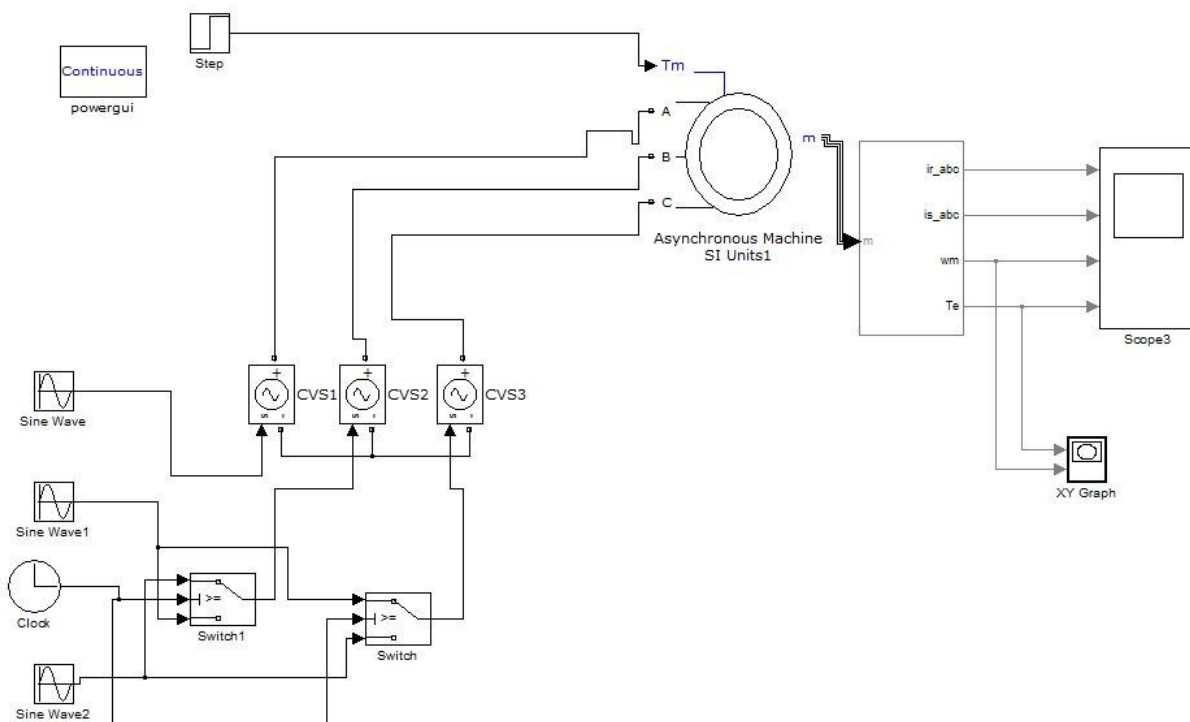 Step
Continuous
powergui
Tm
A
B
C
m
Asynchronous Machine
SI Units1
m
ir_abc
is_abc
wm
Te
Scope3
+
CVS1
s
-
+
CVS2
s
-
+
CVS3
s
-
Sine Wave
XY Graph
Sine Wave1
Clock
>=
Switch1
>=
Switch
Sine Wave2